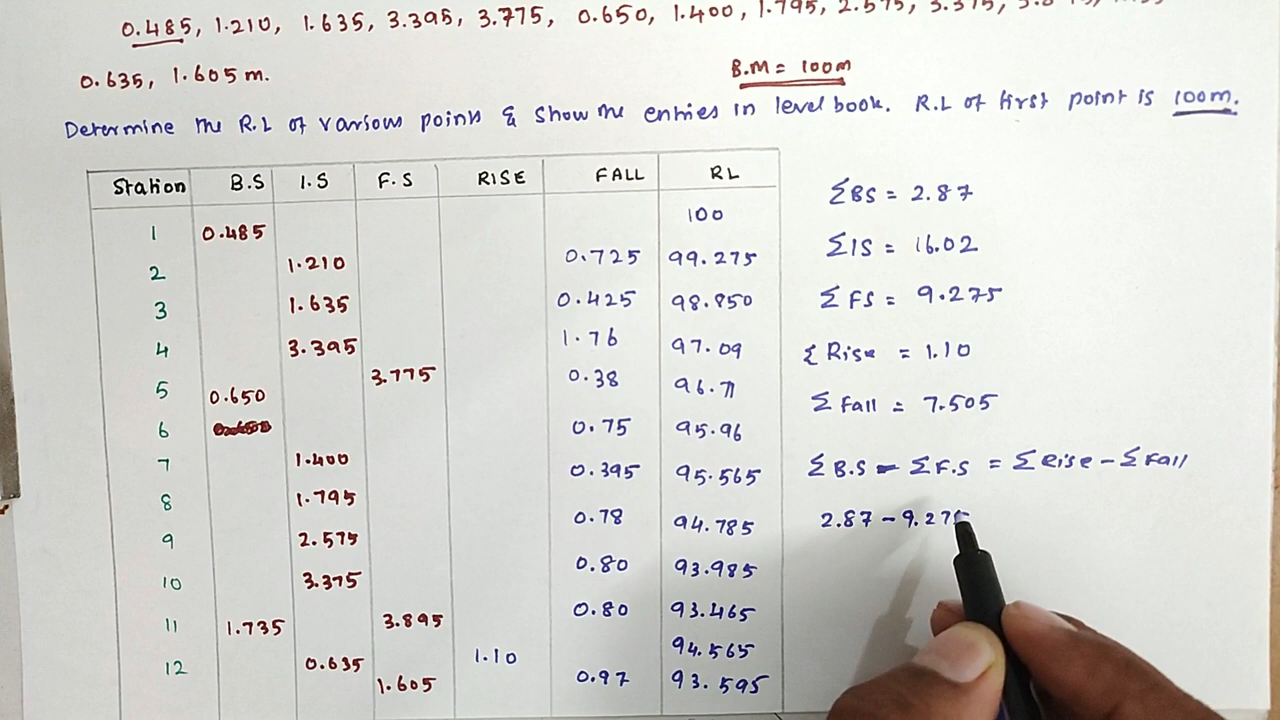 0.485, 1.210, 1.635, 3.395, 3.775, 0.650, 1.400, 1.795, 2.575, 3.375,
0.635, 1.605 m.
B.M = 100m
Determine the R.L of various points & show the entries in level book. R.L of first point is 100m.
Station B.S I.S F.S RISE FALL RL
1 0.485 100
2 1.210 0.725 99.275
3 1.635 0.425 98.850
4 3.395 1.76 97.09
5 0.650 3.775 0.38 96.71
6 0.75 95.96
7 1.400 0.395 95.565
8 1.795 0.78 94.785
9 2.575 0.80 93.985
10 3.375 0.80 93.465
11 1.735 3.895 94.565
12 0.635 1.10
1.605 0.97 93.595
ΣBS = 2.87
ΣIS = 16.02
ΣFS = 9.275
ΣRise = 1.10
ΣFall = 7.505
ΣB.S - ΣF.S = ΣRise - ΣFall
2.87 - 9.275